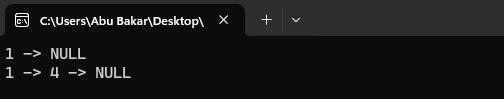 C:\Users\Abu Bakar\Desktop\
1 -> NULL
1 -> 4 -> NULL